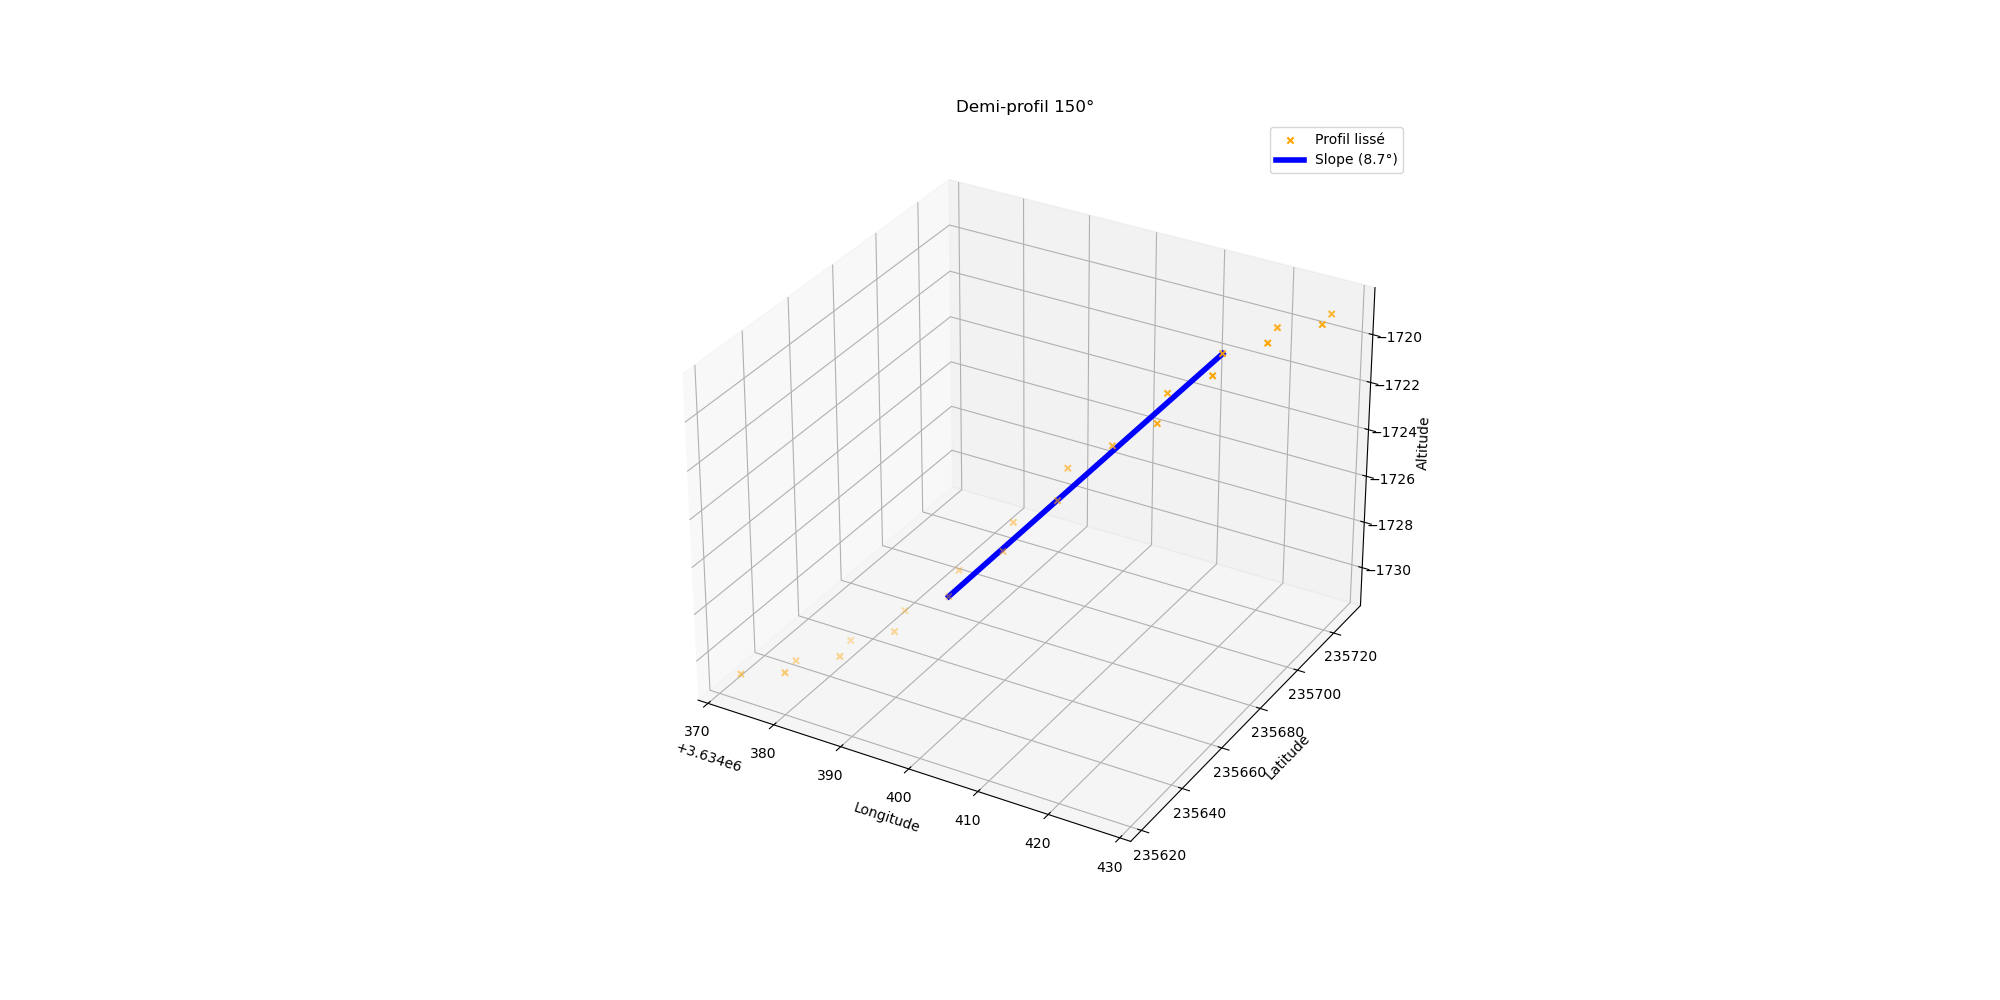 Demi-profil 150°
Profil lissé
Slope (8.7°)
−1720
−1722
−1724
−1726
−1728
−1730
Altitude
370
380
390
400
410
420
430
+3.634e6
Longitude
235620
235640
235660
235680
235700
235720
Latitude